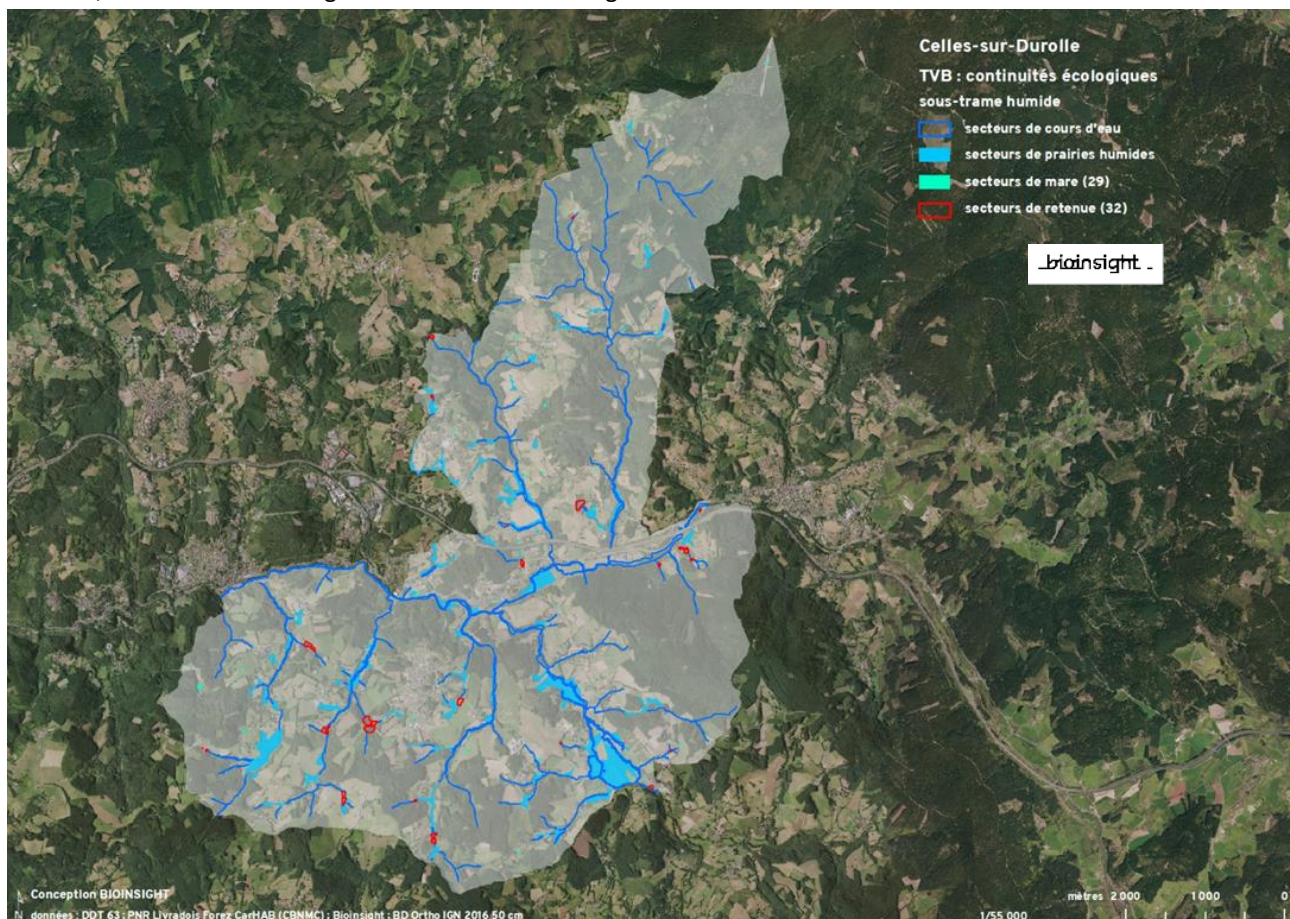 Celles-sur-Durolle
TVB : continuités écologiques
sous-trame humide
secteurs de cours d'eau
secteurs de prairies humides
secteurs de mare (29)
secteurs de retenue (32)
bioinsight
Conception BIOINSIGHT
N données : DDT 63 ; PNR Livradois Forez CarHAB (CBNMC) ; Bioinsight ; BD Ortho IGN 2016 50 cm
mètres 2 000 1 000 0
1/55 000